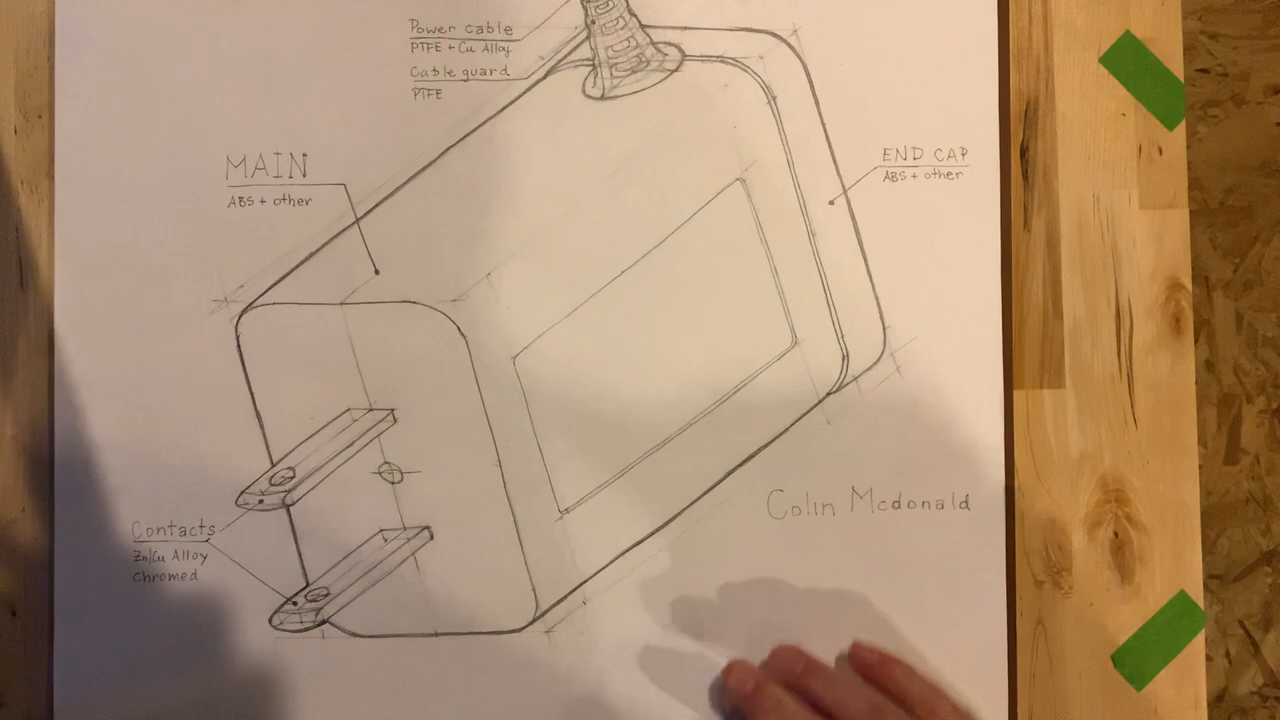 Power cable
PTFE + Cu Alloy
Cable guard
PTFE
MAIN
ABS + other
END CAP
ABS + other
Colin Mcdonald
Contacts
Zn/Cu Alloy
chromed